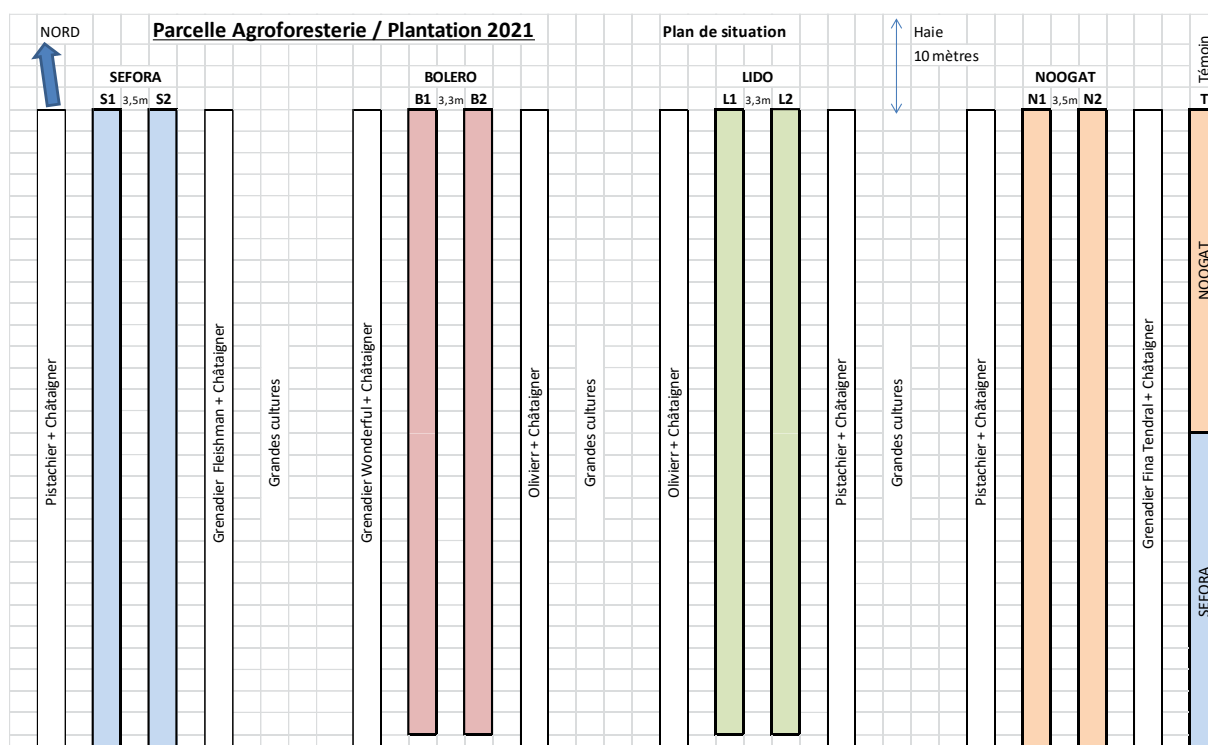 NORD
Parcelle Agroforesterie / Plantation 2021
Plan de situation
Haie
10 mètres
Témoin
SEFORA
BOLERO
LIDO
NOOGAT
S1 3,5m S2
B1 3,3m B2
L1 3,3m L2
N1 3,5m N2
T
Pistachier + Châtaigner
Grenadier Fleishman + Châtaigner
Grandes cultures
Grenadier Wonderful + Châtaigner
Olivierr + Châtaigner
Grandes cultures
Olivierr + Châtaigner
Pistachier + Châtaigner
Grandes cultures
Pistachier + Châtaigner
Grenadier Fina Tendral + Châtaigner
NOOGAT
SEFORA